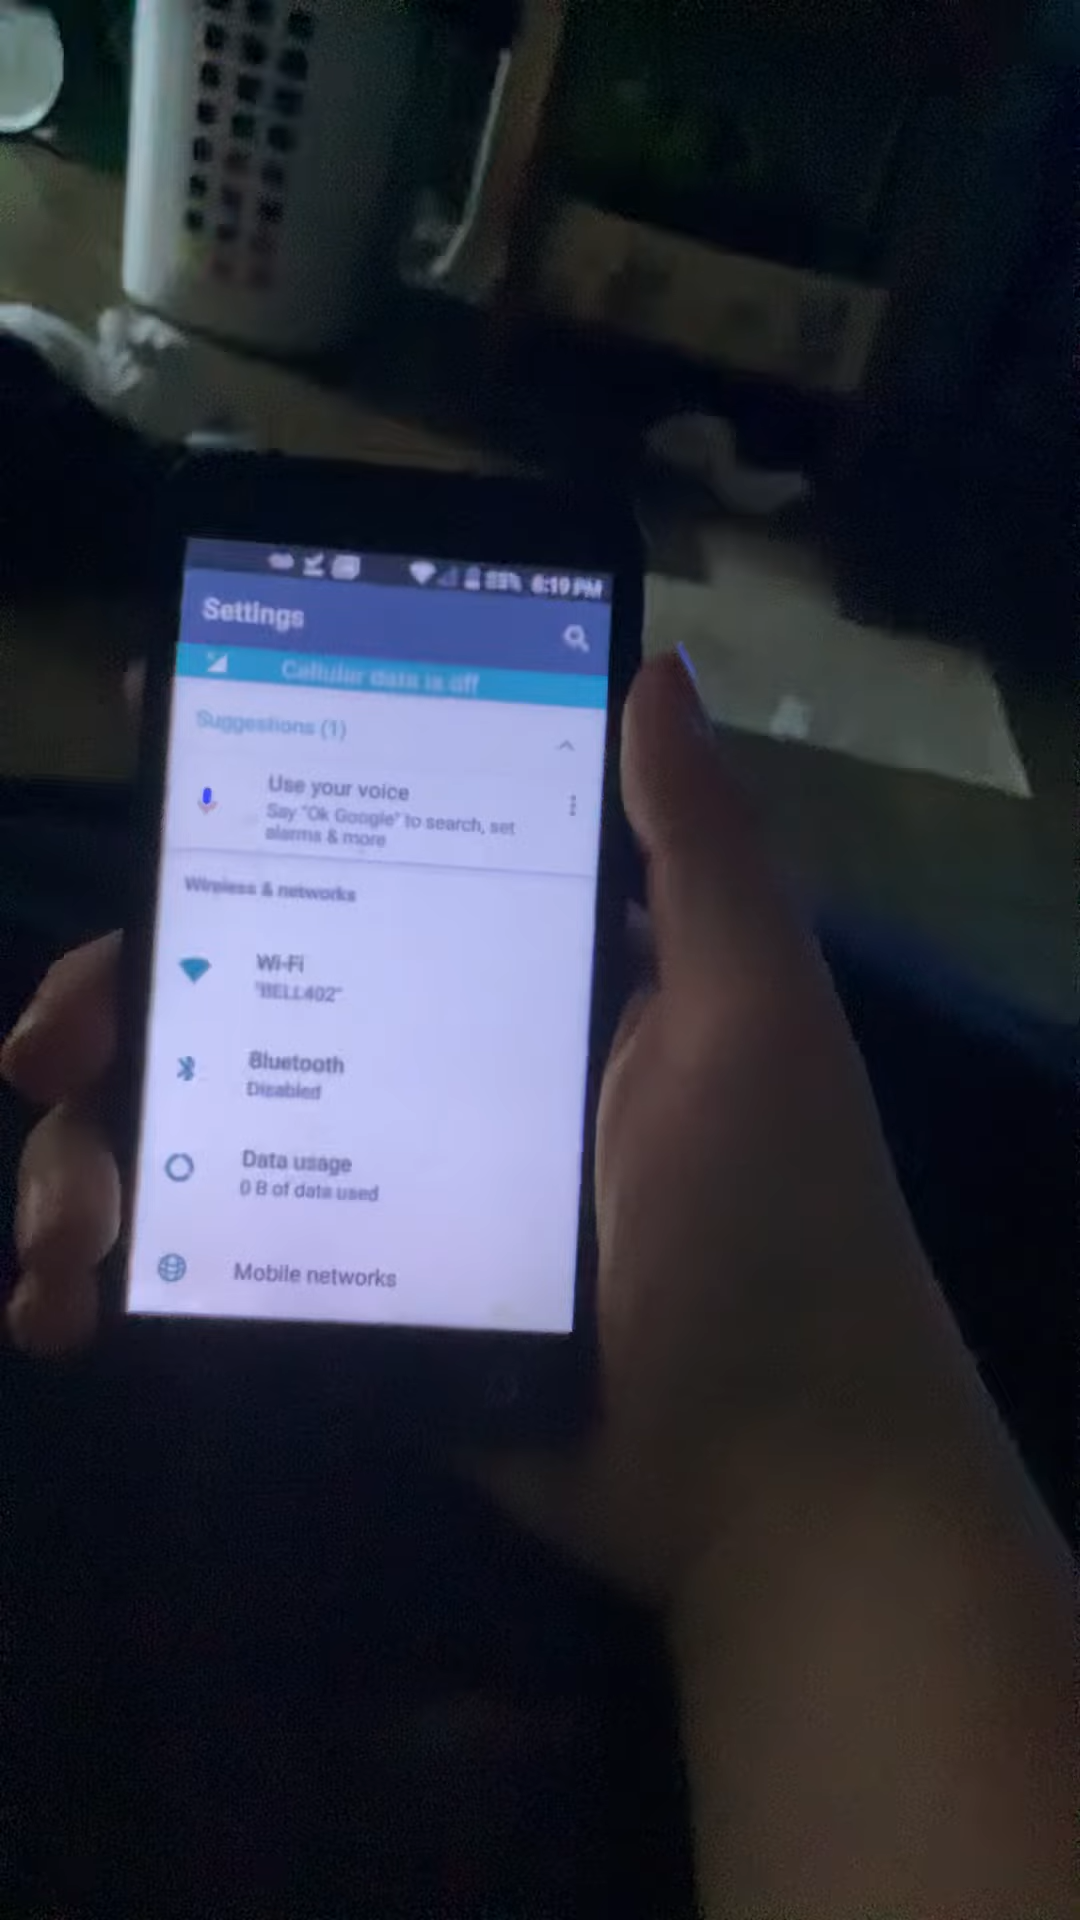 6:19 PM
Settings
Cellular data is off
Suggestions (1)
Use your voice
Say "Ok Google" to search, set
alarms & more
Wireless & networks
Wi-Fi
"BELL402"
Bluetooth
Disabled
Data usage
0 B of data used
Mobile networks